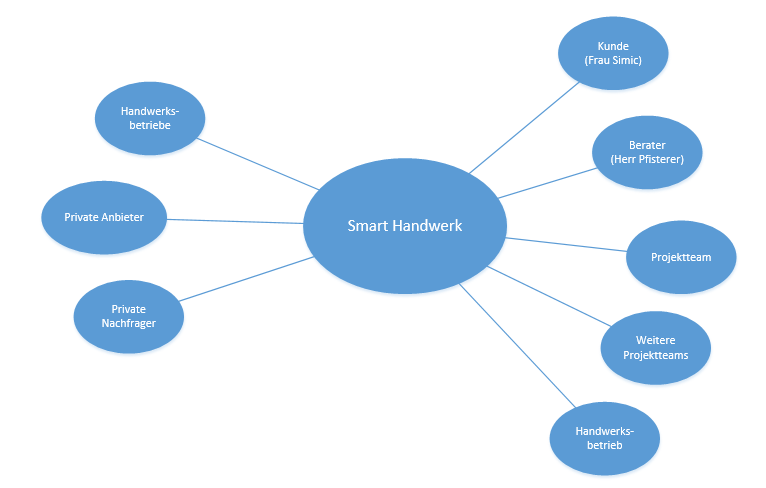 Kunde
(Frau Simic)
Handwerks-
betriebe
Berater
(Herr Pfisterer)
Private Anbieter
Smart Handwerk
Projektteam
Private
Nachfrager
Weitere
Projektteams
Handwerks-
betrieb